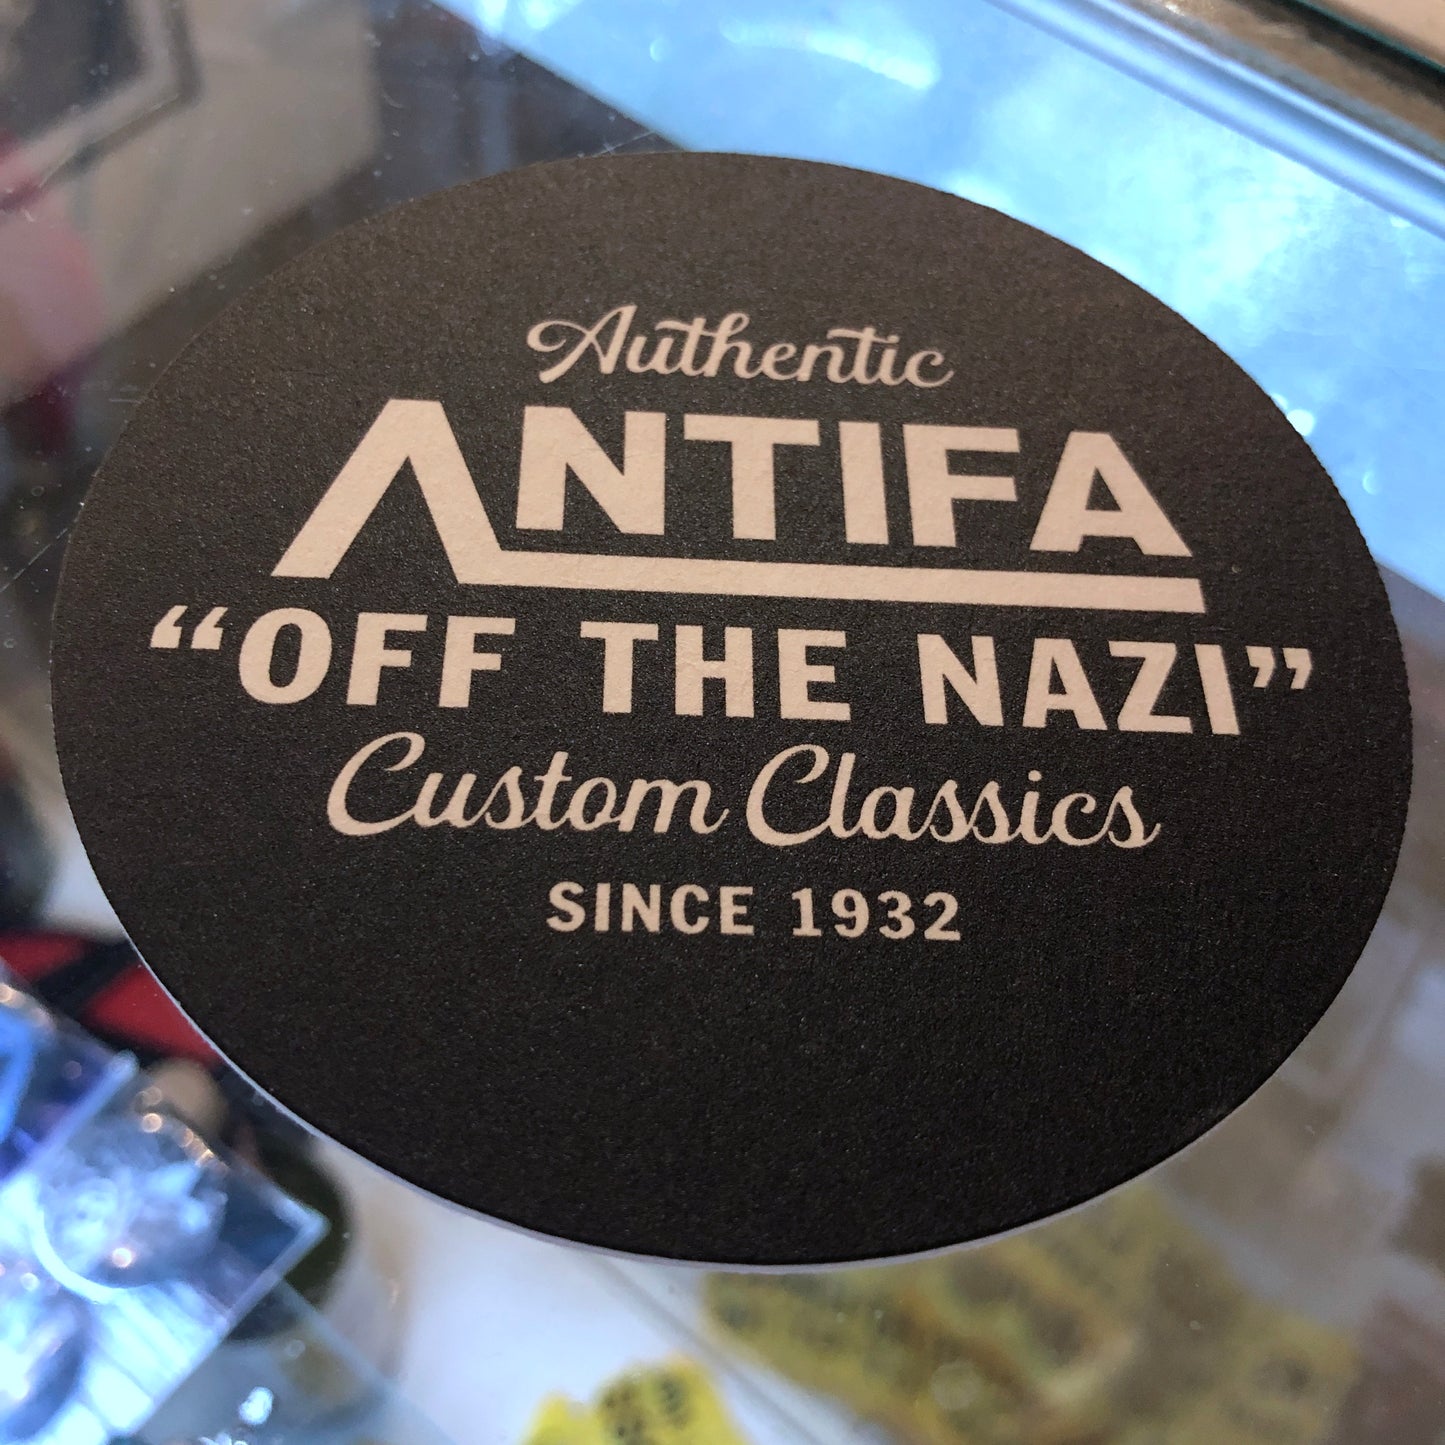 Authentic
ANTIFA
“OFF THE NAZI”
Custom Classics
SINCE 1932